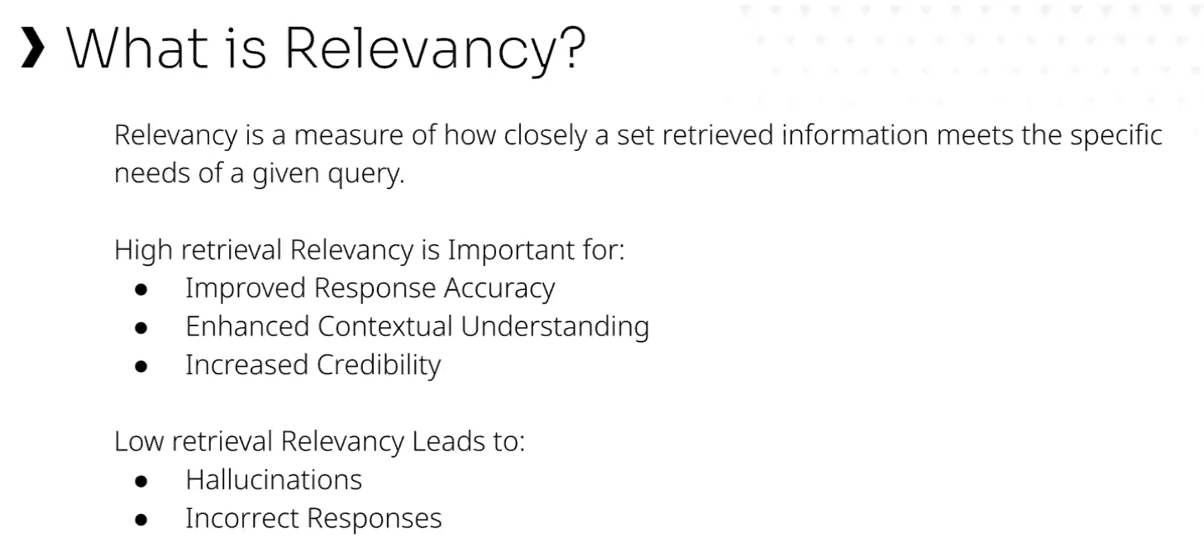 What is Relevancy?
Relevancy is a measure of how closely a set retrieved information meets the specific
needs of a given query.
High retrieval Relevancy is Important for:
● Improved Response Accuracy
● Enhanced Contextual Understanding
● Increased Credibility
Low retrieval Relevancy Leads to:
● Hallucinations
● Incorrect Responses